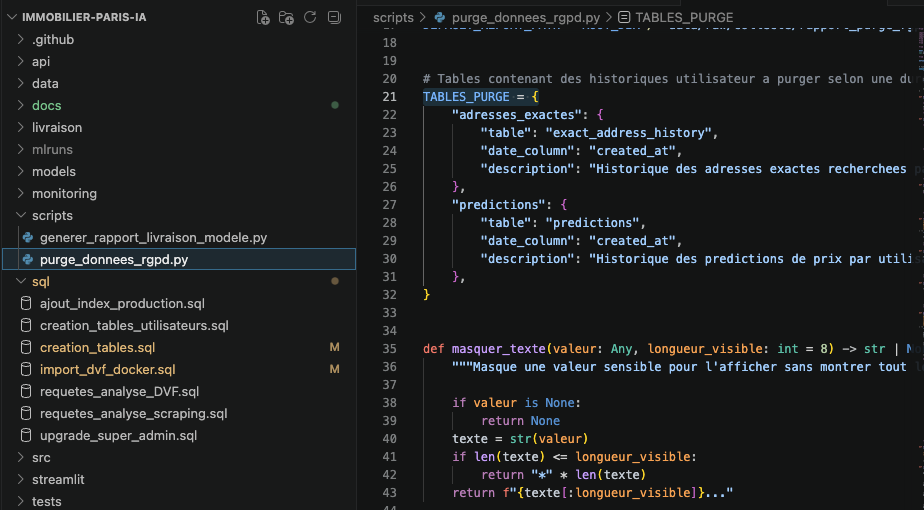 IMMOBILIER-PARIS-IA
.github
api
data
docs
livraison
mlruns
models
monitoring
scripts
generer_rapport_livraison_modele.py
purge_donnees_rgpd.py
sql
ajout_index_production.sql
creation_tables_utilisateurs.sql
creation_tables.sql M
import_dvf_docker.sql M
requetes_analyse_DVF.sql
requetes_analyse_scraping.sql
upgrade_super_admin.sql
src
streamlit
tests
scripts > purge_donnees_rgpd.py > TABLES_PURGE
18
19
20 # Tables contenant des historiques utilisateur a purger selon une
21 TABLES_PURGE = {
22 "adresses_exactes": {
23 "table": "exact_address_history",
24 "date_column": "created_at",
25 "description": "Historique des adresses exactes recherchees
26 },
27 "predictions": {
28 "table": "predictions",
29 "date_column": "created_at",
30 "description": "Historique des predictions de prix par
31 },
32 }
33
34
35 def masquer_texte(valeur: Any, longueur_visible: int = 8) -> str |
36 """Masque une valeur sensible pour l'afficher sans montrer tout
37
38 if valeur is None:
39 return None
40 texte = str(valeur)
41 if len(texte) <= longueur_visible:
42 return "*" * len(texte)
43 return f"{texte[:longueur_visible]}..."